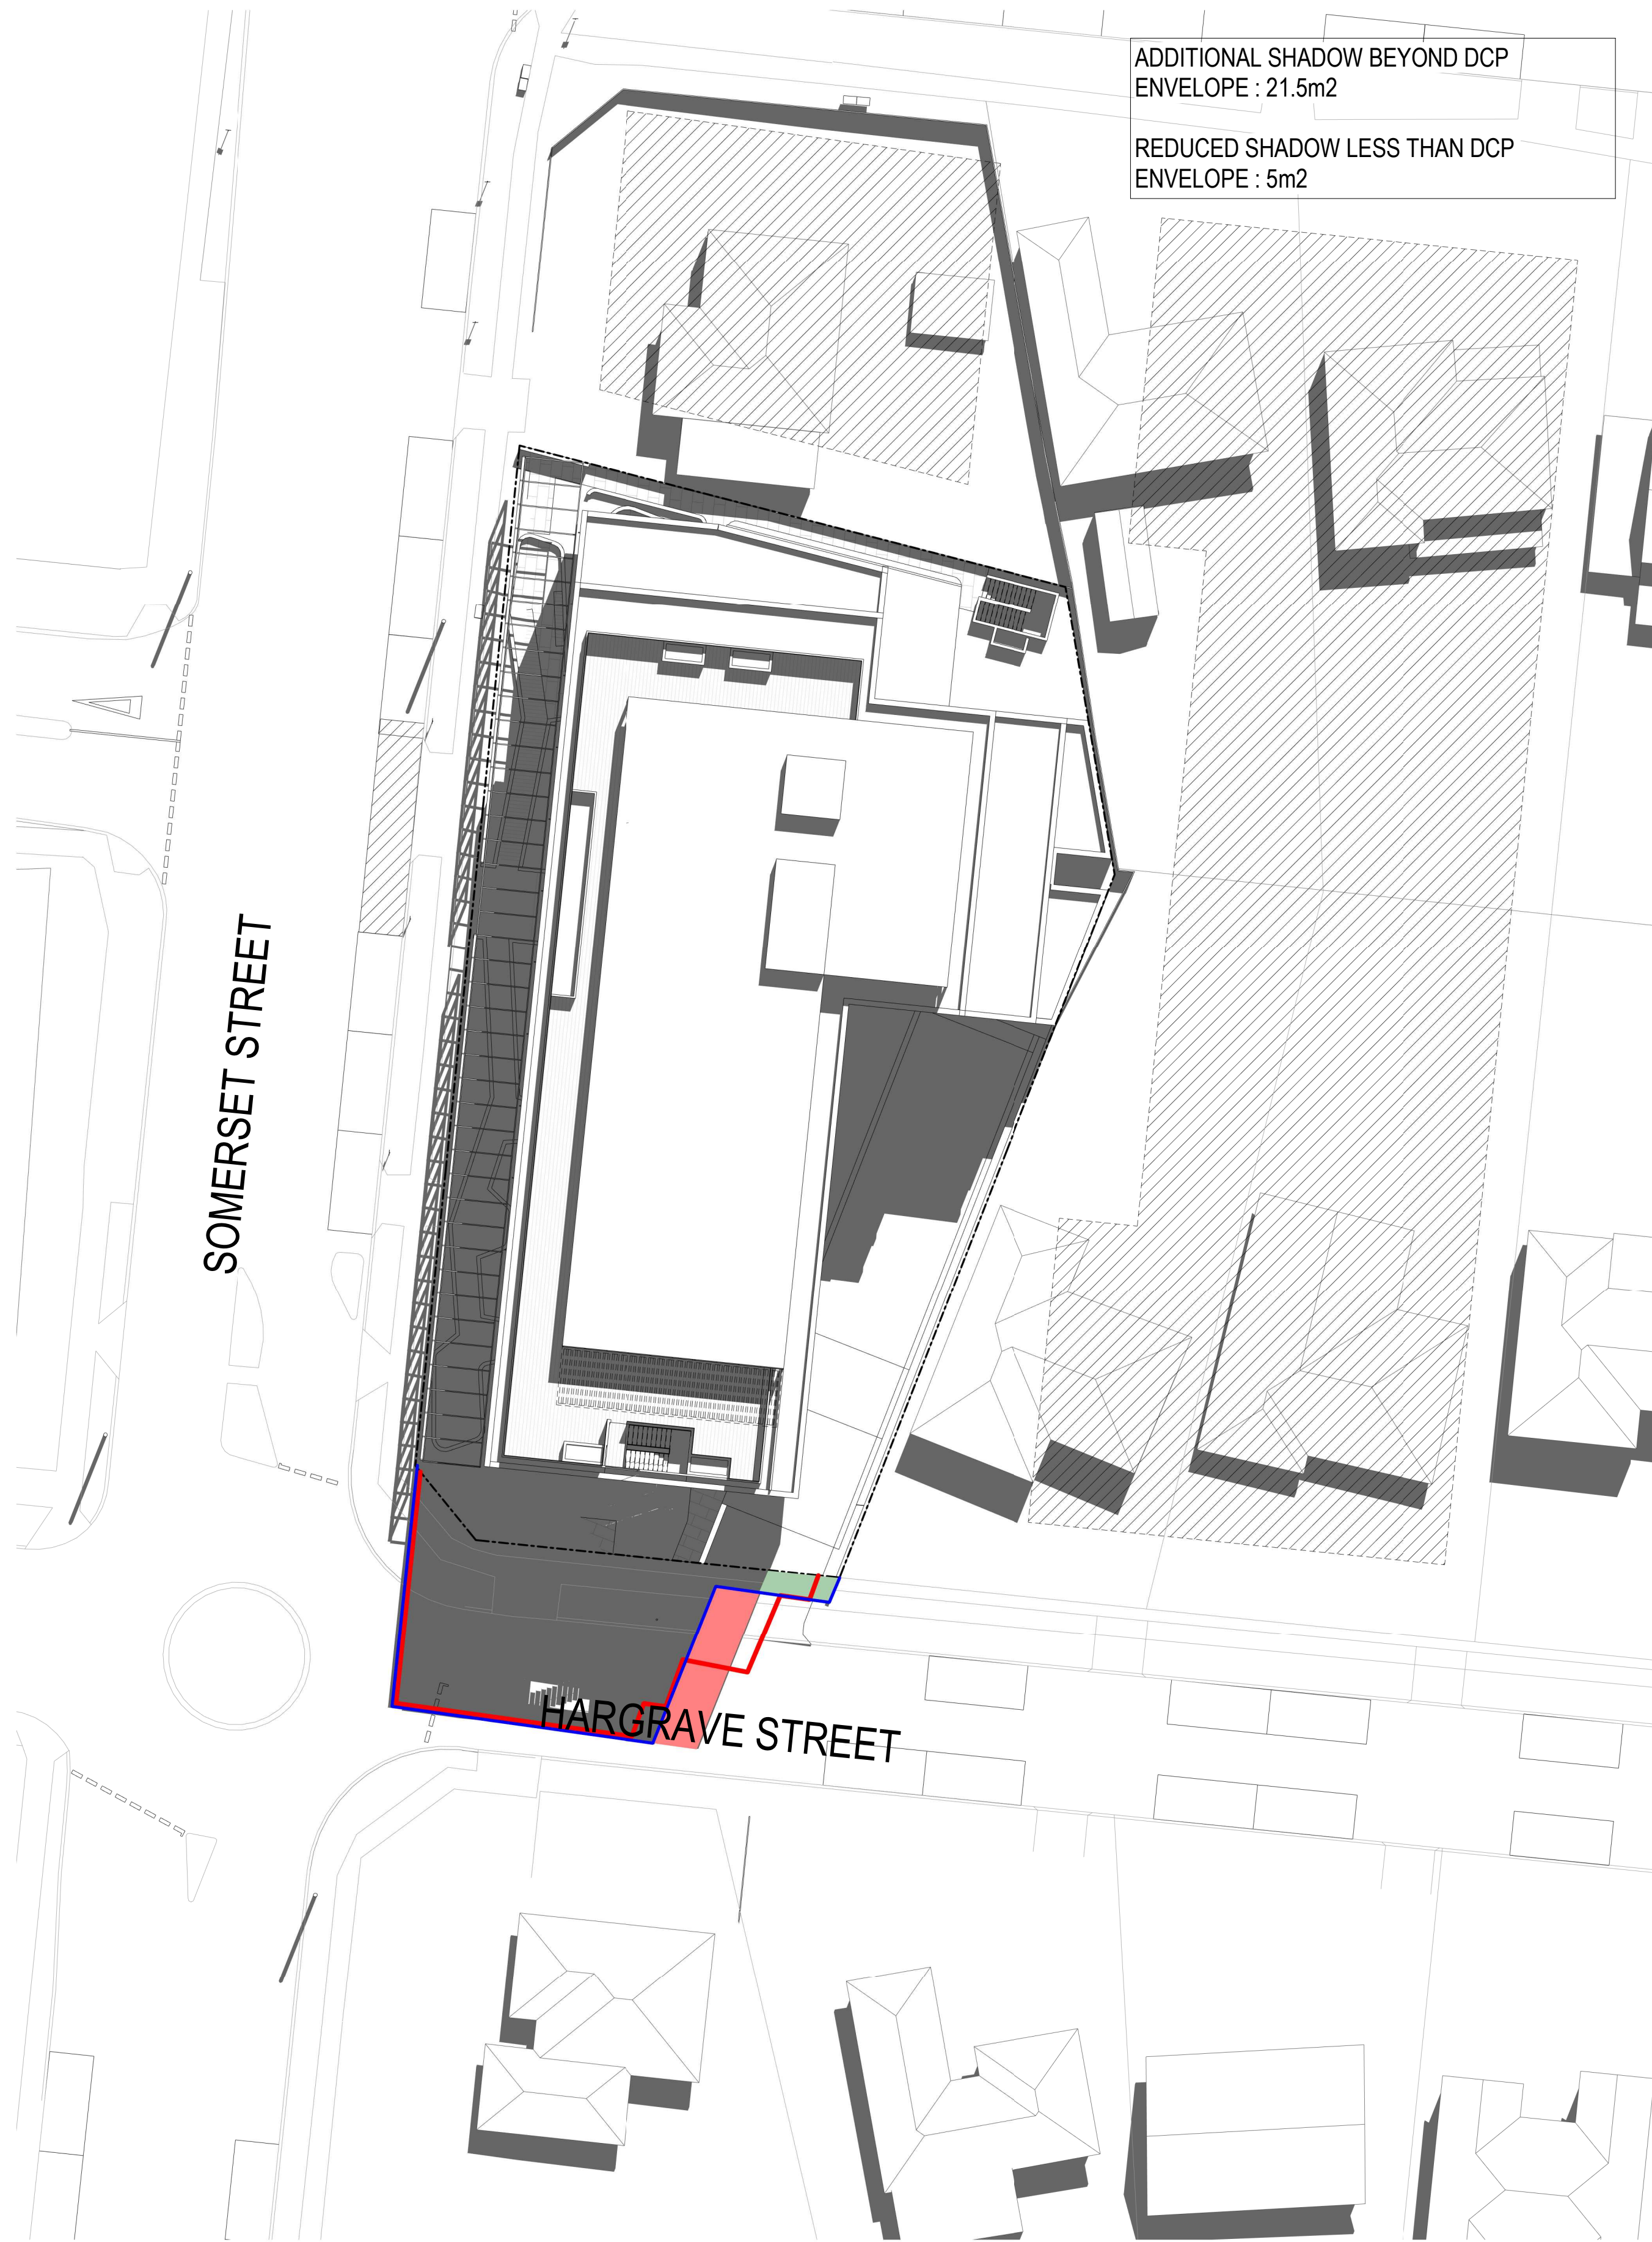 ADDITIONAL SHADOW BEYOND DCP
ENVELOPE : 21.5m2
REDUCED SHADOW LESS THAN DCP
ENVELOPE : 5m2
SOMERSET STREET
HARGRAVE STREET